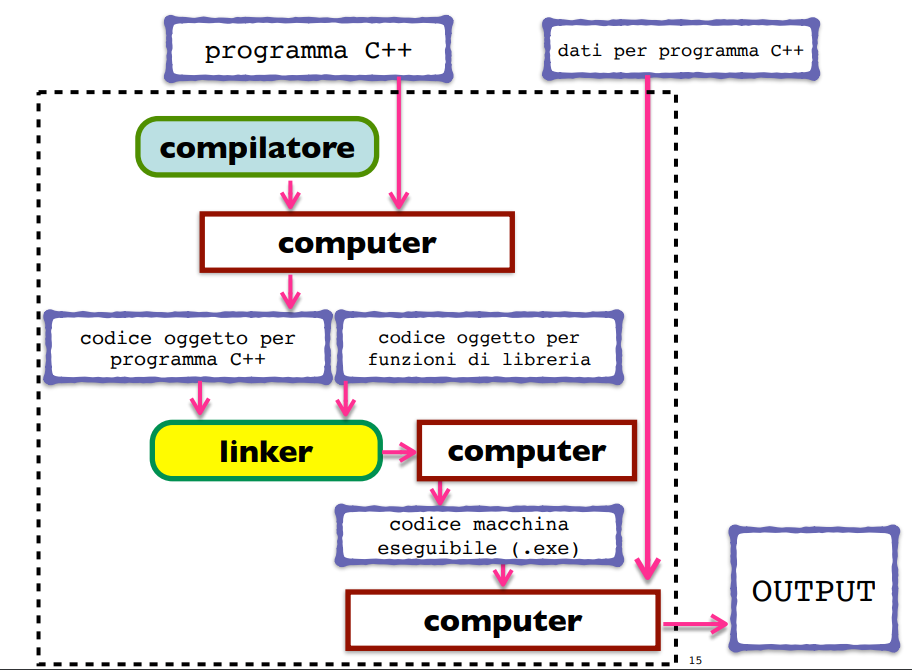 programma C++
dati per programma C++
compilatore
computer
codice oggetto per
programma C++
codice oggetto per
funzioni di libreria
linker
computer
codice macchina
eseguibile (.exe)
computer
OUTPUT
15